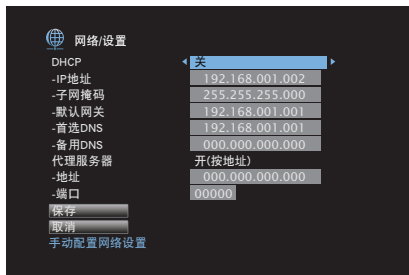 网络/设置
DHCP 关
-IP地址 192.168.001.002
-子网掩码 255.255.255.000
-默认网关 192.168.001.001
-首选DNS 192.168.001.001
-备用DNS 000.000.000.000
代理服务器 开(按地址)
-地址 000.000.000.000
-端口 00000
保存
取消
手动配置网络设置